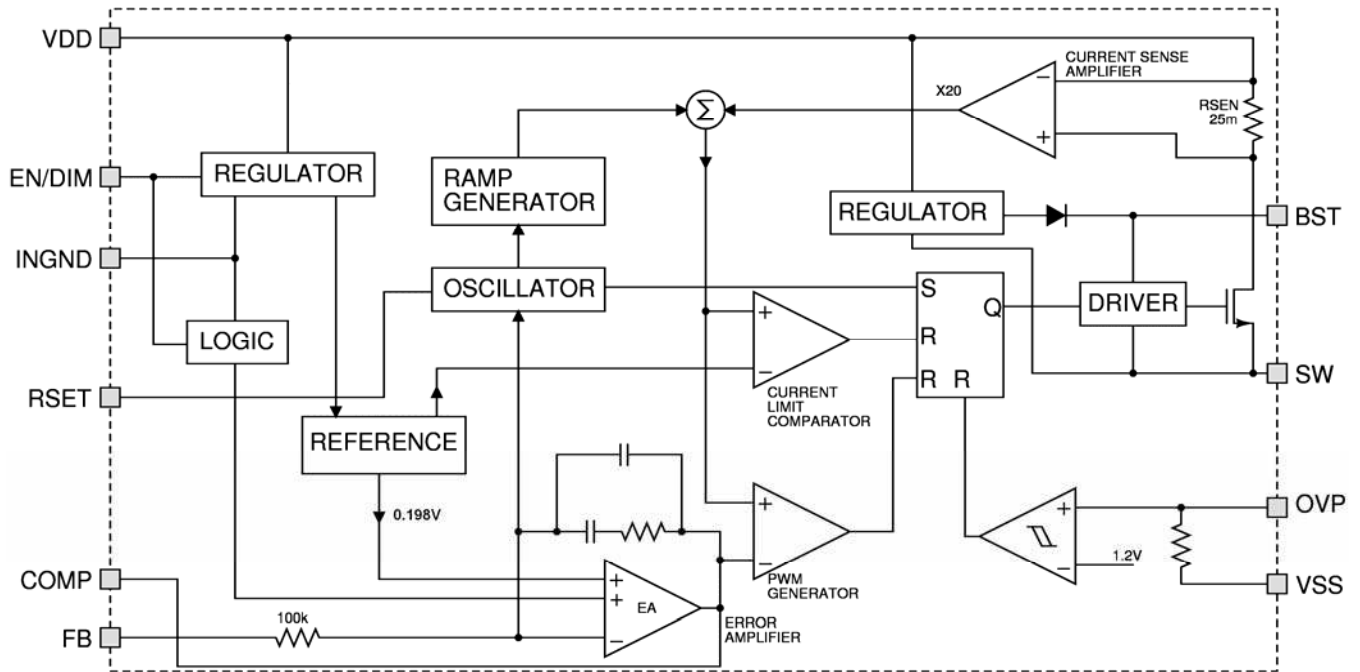 VDD
CURRENT SENSE
AMPLIFIER
X20
Σ
RSEN
25m
EN/DIM
REGULATOR
RAMP
GENERATOR
REGULATOR
BST
INGND
OSCILLATOR
S
Q
DRIVER
LOGIC
+
R
-
R R
SW
RSET
CURRENT
LIMIT
COMPARATOR
REFERENCE
0.198V
+
-
PWM
GENERATOR
+
-
1.2V
OVP
VSS
COMP
+
+
EA
-
ERROR
AMPLIFIER
100k
FB
-
+